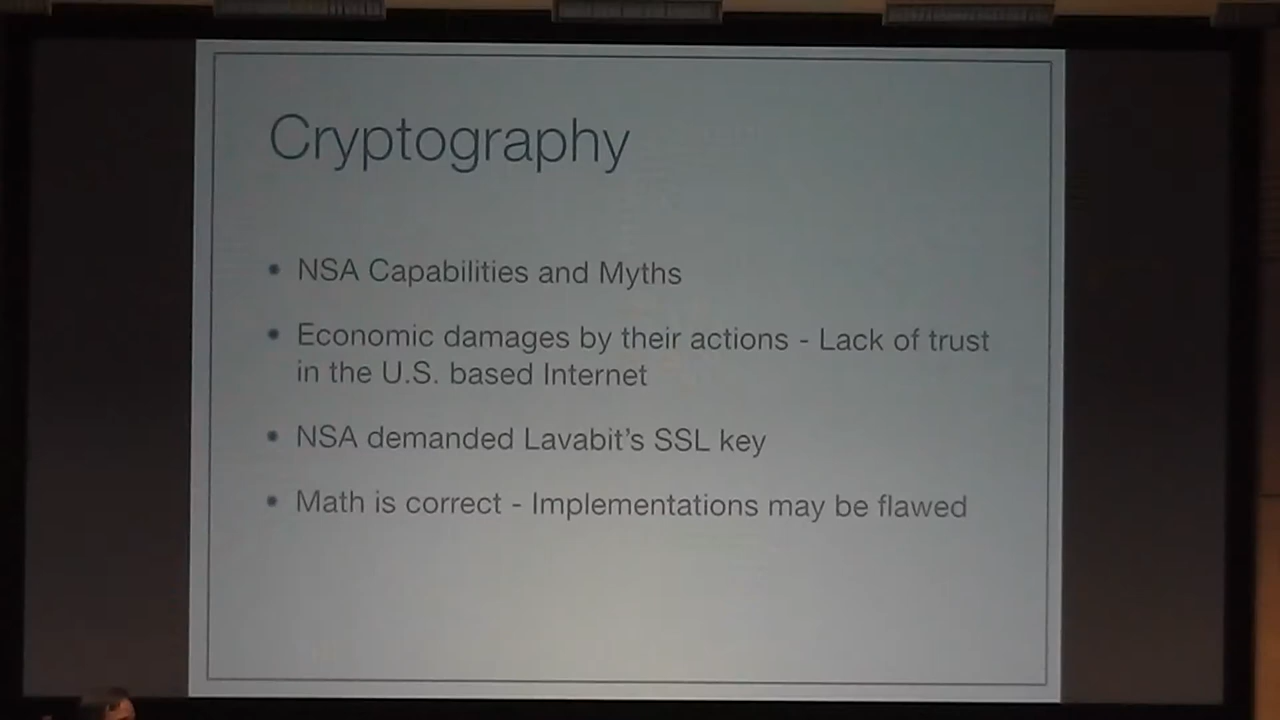 Cryptography
• NSA Capabilities and Myths
• Economic damages by their actions - Lack of trust
in the U.S. based Internet
• NSA demanded Lavabit’s SSL key
• Math is correct - Implementations may be flawed